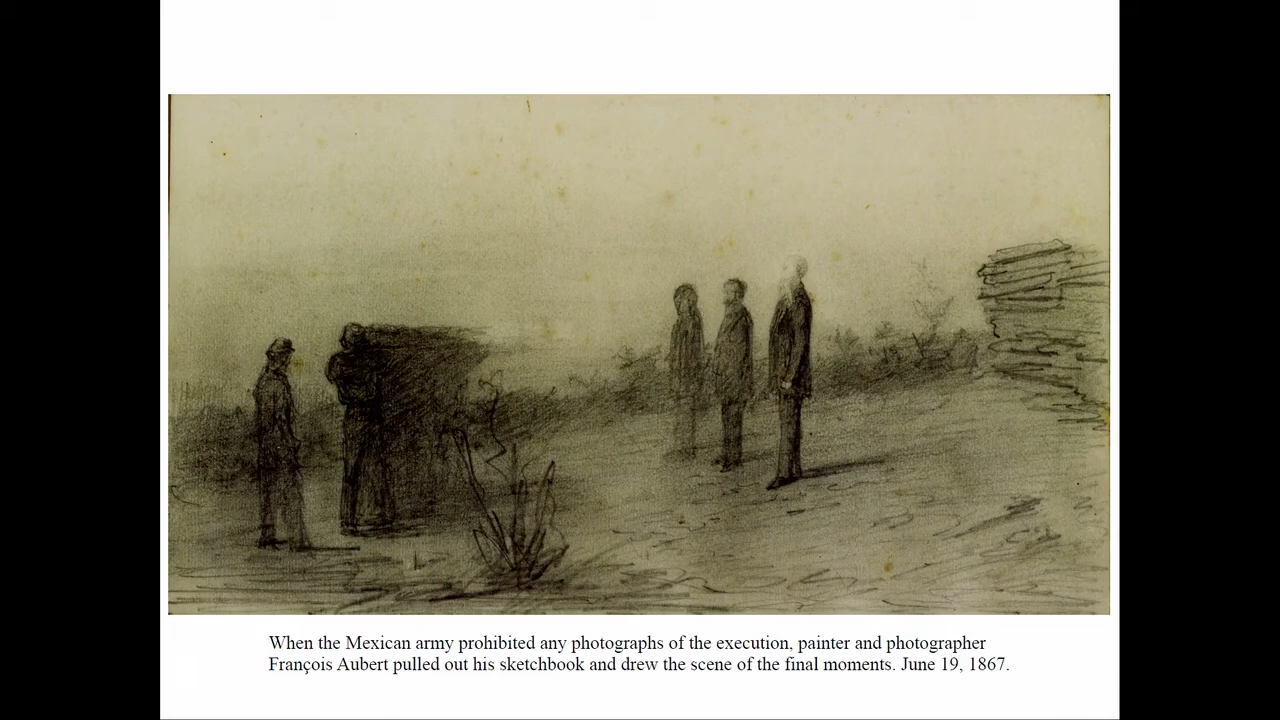 When the Mexican army prohibited any photographs of the execution, painter and photographer
François Aubert pulled out his sketchbook and drew the scene of the final moments. June 19, 1867.